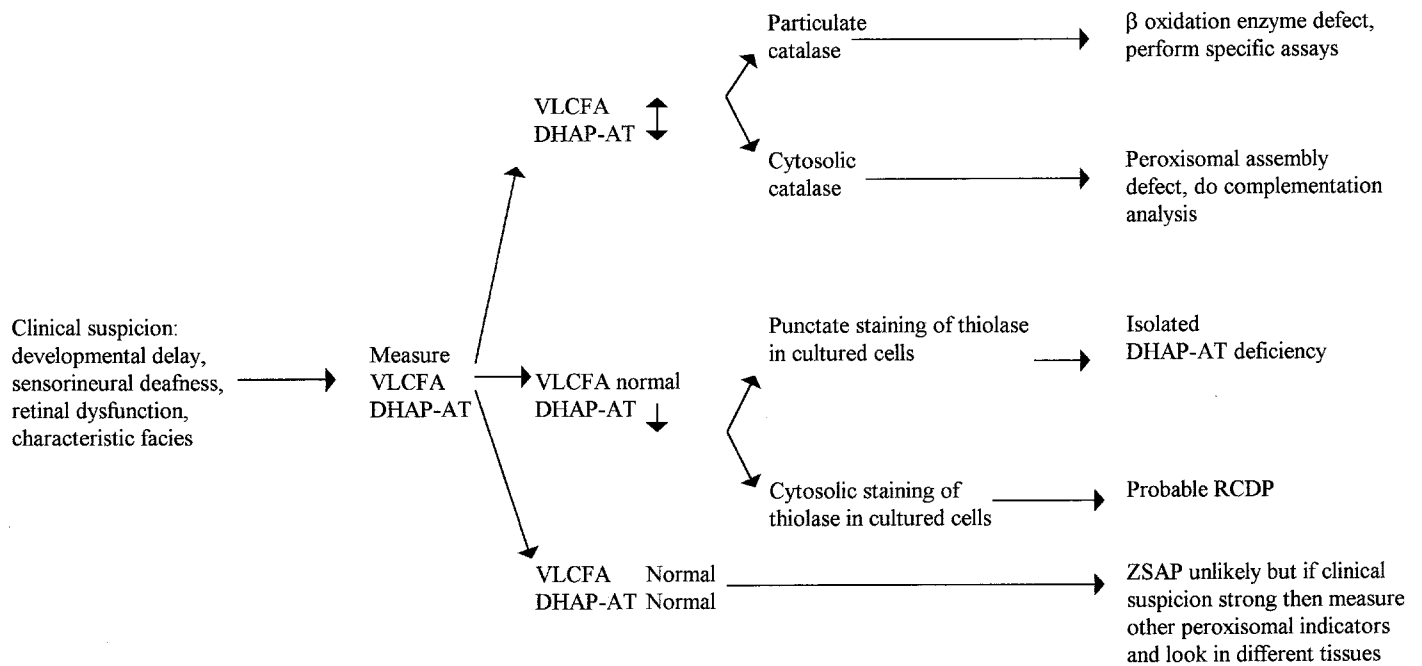 Clinical suspicion:
developmental delay,
sensorineural deafness,
retinal dysfunction,
characteristic facies
Measure
VLCFA
DHAP-AT
VLCFA
DHAP-AT
Particulate
catalase
β oxidation enzyme defect,
perform specific assays
Cytosolic
catalase
Peroxisomal assembly
defect, do complementation
analysis
VLCFA normal
DHAP-AT
Punctate staining of thiolase
in cultured cells
Isolated
DHAP-AT deficiency
Cytosolic staining of
thiolase in cultured cells
Probable RCDP
VLCFA Normal
DHAP-AT Normal
ZSAP unlikely but if clinical
suspicion strong then measure
other peroxisomal indicators
and look in different tissues